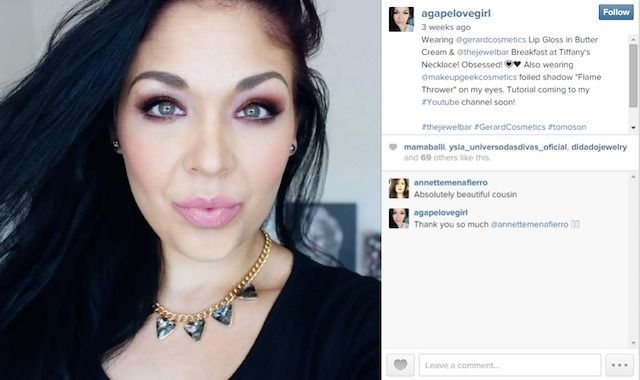 agapelovegirl
Follow
3 weeks ago
Wearing @gerardcosmetics Lip Gloss in Butter
Cream & @thejewelbar Breakfast at Tiffany's
Necklace! Obsessed! 💗❤ Also wearing
@makeupgeekcosmetics foiled shadow "Flame
Thrower" on my eyes. Tutorial coming to my
#Youtube channel soon!
#thejewelbar #GerardCosmetics #tomoson
mamaballi, ysla_universodasdivas_oficial, didadojewelry
and 69 others like this.
annettemenafierro
Absolutely beautiful cousin
agapelovegirl
Thank you so much @annettemenafierro
Leave a comment...